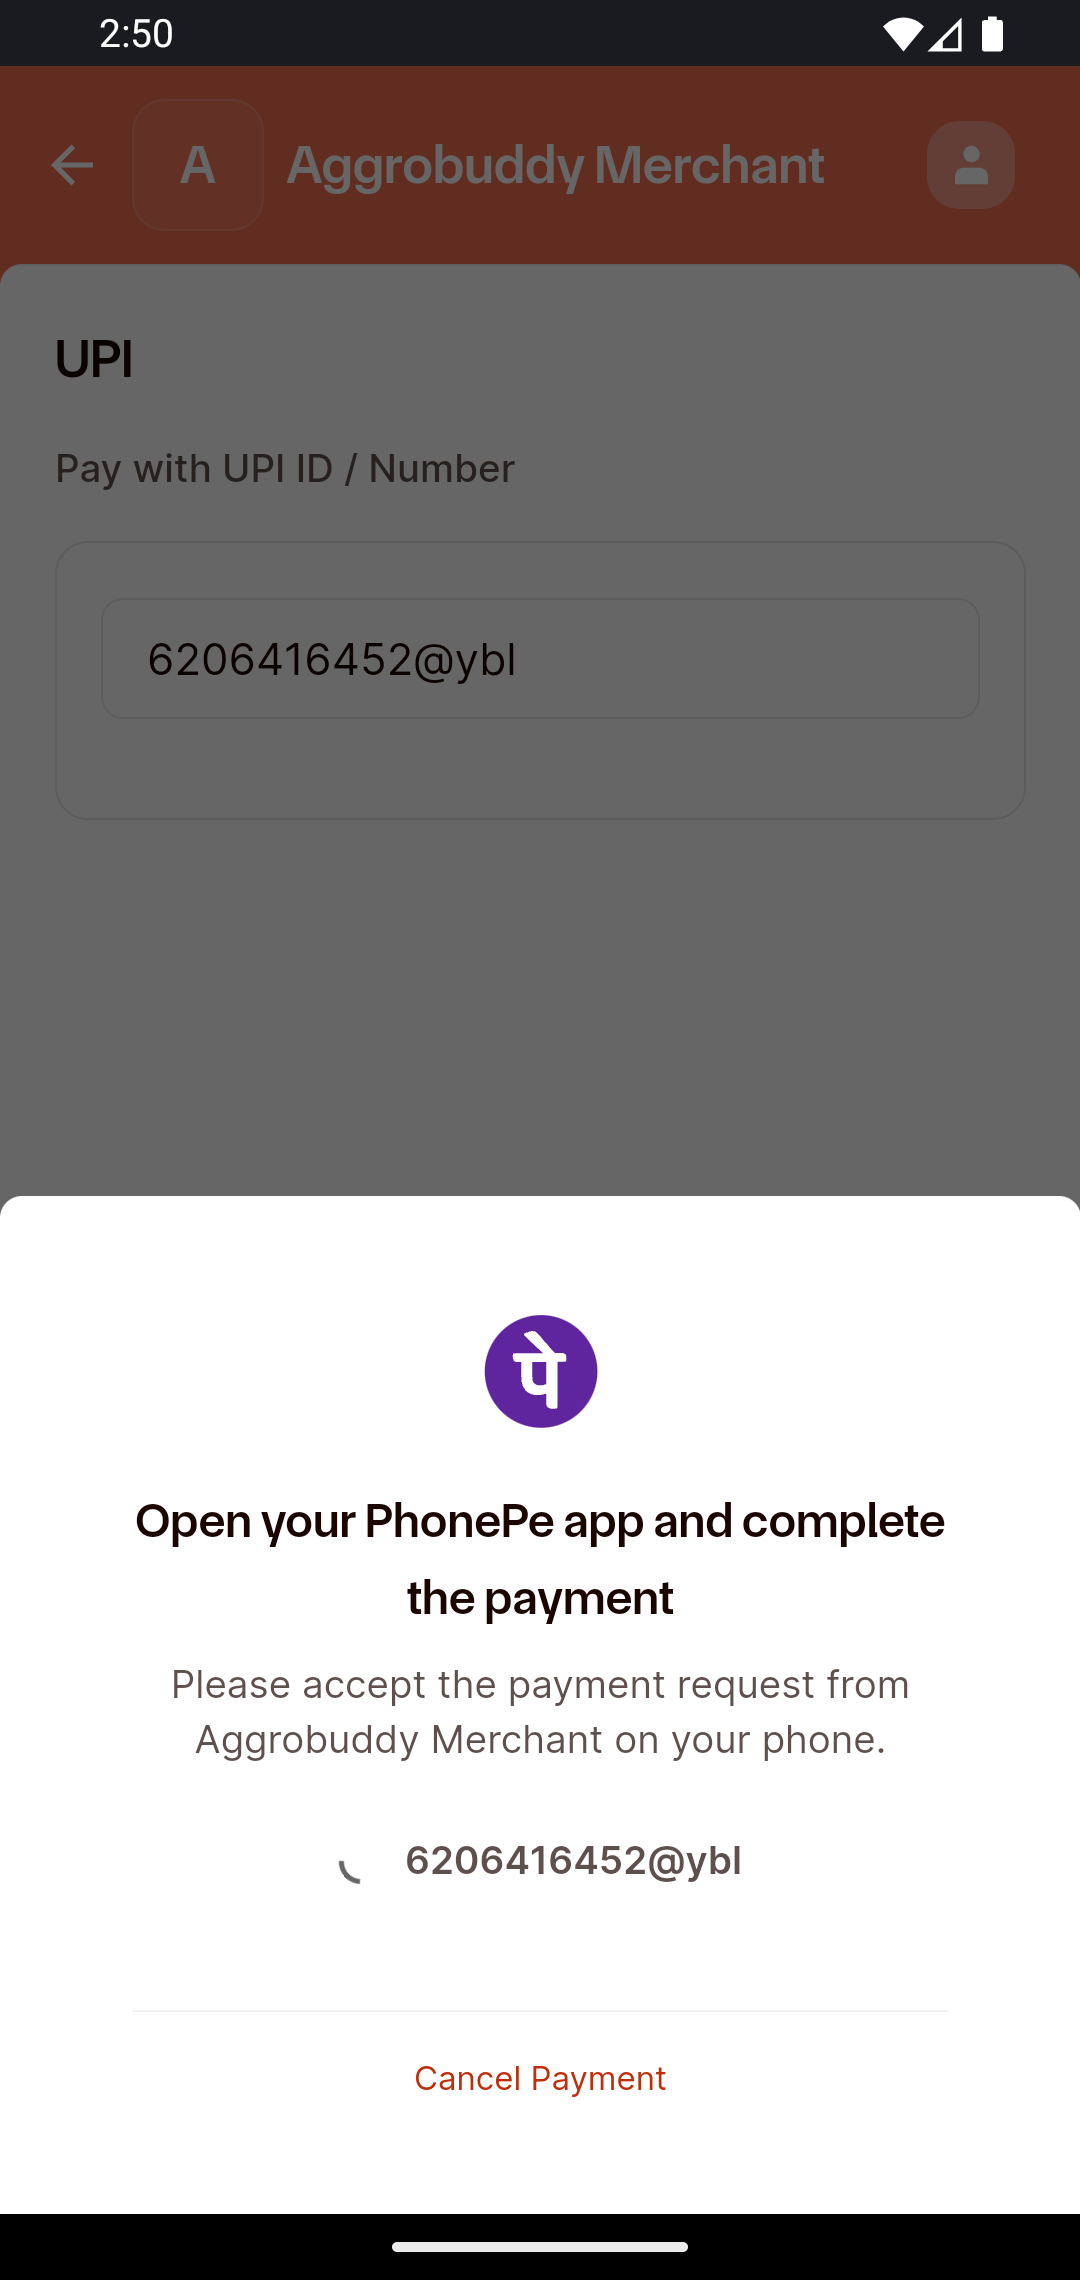 2:50
A
Aggrobuddy Merchant
UPI
Pay with UPI ID / Number
6206416452@ybl
पे
Open your PhonePe app and complete
the payment
Please accept the payment request from
Aggrobuddy Merchant on your phone.
6206416452@ybl
Cancel Payment